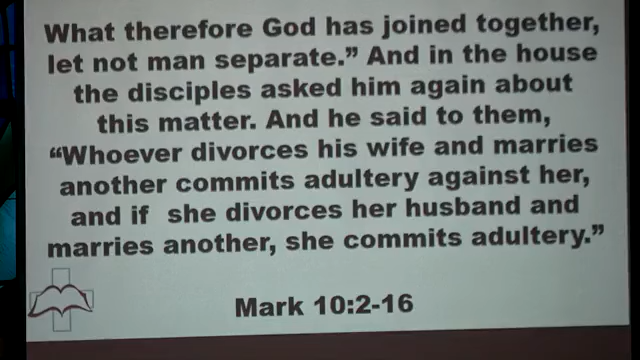 What therefore God has joined together,
let not man separate.” And in the house
the disciples asked him again about
this matter. And he said to them,
“Whoever divorces his wife and marries
another commits adultery against her,
and if she divorces her husband and
marries another, she commits adultery.”
Mark 10:2-16